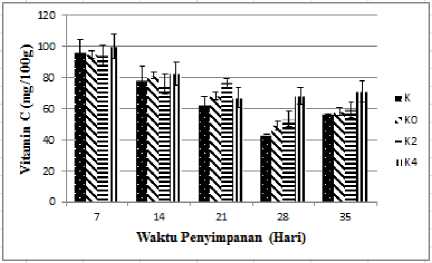 120
100
80
60
40
20
0
Vitamin C (mg/100g)
7 14 21 28 35
Waktu Penyimpanan (Hari)
K
K0
K2
K4